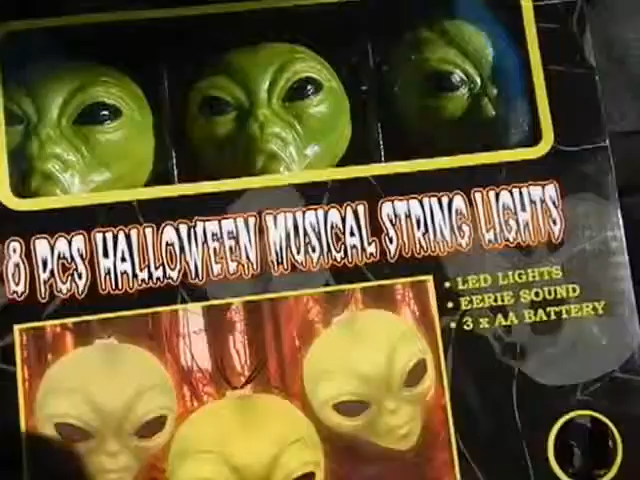 8 PCS HALLOWEEN MUSICAL STRING LIGHTS
• LED LIGHTS
• EERIE SOUND
• 3 x AA BATTERY